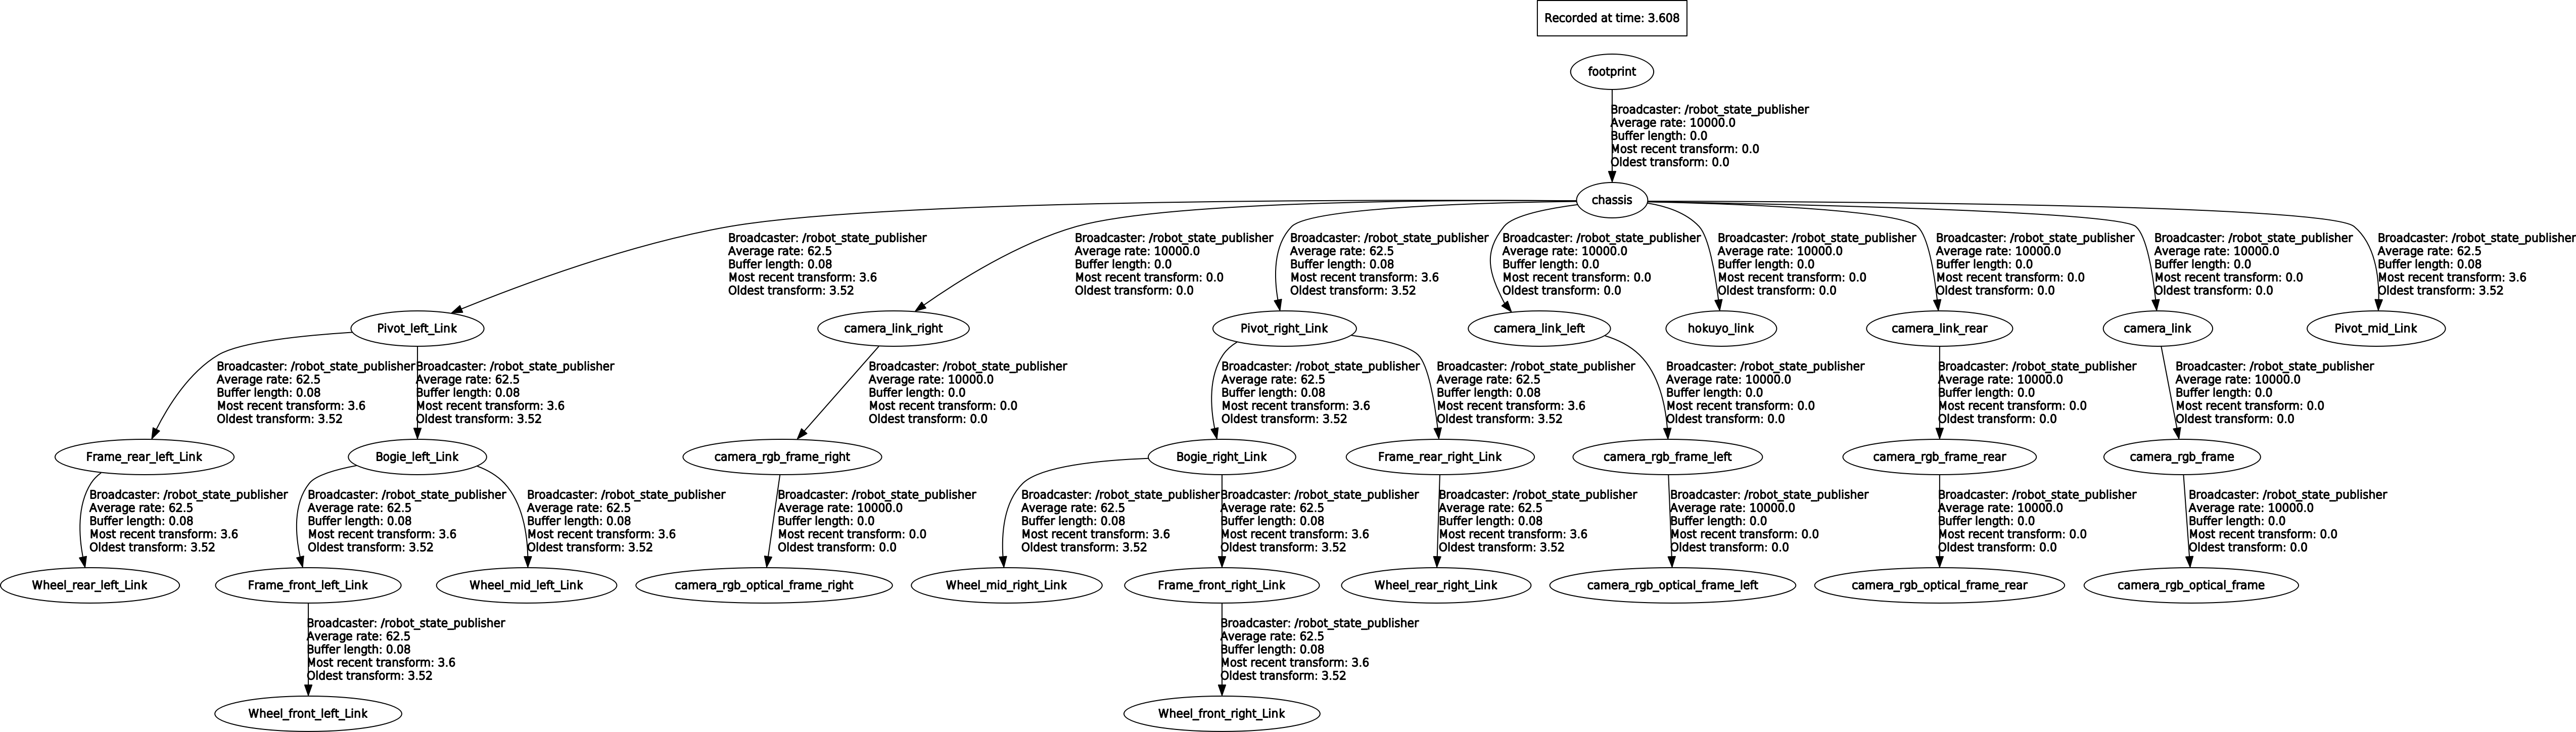 Recorded at time: 3.608
footprint
Broadcaster: /robot_state_publisher
Average rate: 10000.0
Buffer length: 0.0
Most recent transform: 0.0
Oldest transform: 0.0
chassis
Broadcaster: /robot_state_publisher
Average rate: 62.5
Buffer length: 0.08
Most recent transform: 3.6
Oldest transform: 3.52
Broadcaster: /robot_state_publisher
Average rate: 10000.0
Buffer length: 0.0
Most recent transform: 0.0
Oldest transform: 0.0
Broadcaster: /robot_state_publisher
Average rate: 62.5
Buffer length: 0.08
Most recent transform: 3.6
Oldest transform: 3.52
Broadcaster: /robot_state_publisher
Average rate: 10000.0
Buffer length: 0.0
Most recent transform: 0.0
Oldest transform: 0.0
Broadcaster: /robot_state_publisher
Average rate: 10000.0
Buffer length: 0.0
Most recent transform: 0.0
Oldest transform: 0.0
Broadcaster: /robot_state_publisher
Average rate: 10000.0
Buffer length: 0.0
Most recent transform: 0.0
Oldest transform: 0.0
Broadcaster: /robot_state_publisher
Average rate: 10000.0
Buffer length: 0.0
Most recent transform: 0.0
Oldest transform: 0.0
Broadcaster: /robot_state_publisher
Average rate: 62.5
Buffer length: 0.08
Most recent transform: 3.6
Oldest transform: 3.52
Pivot_left_Link
camera_link_right
Pivot_right_Link
camera_link_left
hokuyo_link
camera_link_rear
camera_link
Pivot_mid_Link
Broadcaster: /robot_state_publisher
Average rate: 62.5
Buffer length: 0.08
Most recent transform: 3.6
Oldest transform: 3.52
Broadcaster: /robot_state_publisher
Average rate: 62.5
Buffer length: 0.08
Most recent transform: 3.6
Oldest transform: 3.52
Broadcaster: /robot_state_publisher
Average rate: 10000.0
Buffer length: 0.0
Most recent transform: 0.0
Oldest transform: 0.0
Broadcaster: /robot_state_publisher
Average rate: 62.5
Buffer length: 0.08
Most recent transform: 3.6
Oldest transform: 3.52
Broadcaster: /robot_state_publisher
Average rate: 62.5
Buffer length: 0.08
Most recent transform: 3.6
Oldest transform: 3.52
Broadcaster: /robot_state_publisher
Average rate: 10000.0
Buffer length: 0.0
Most recent transform: 0.0
Oldest transform: 0.0
Broadcaster: /robot_state_publisher
Average rate: 10000.0
Buffer length: 0.0
Most recent transform: 0.0
Oldest transform: 0.0
Broadcaster: /robot_state_publisher
Average rate: 10000.0
Buffer length: 0.0
Most recent transform: 0.0
Oldest transform: 0.0
Frame_rear_left_Link
Bogie_left_Link
camera_rgb_frame_right
Bogie_right_Link
Frame_rear_right_Link
camera_rgb_frame_left
camera_rgb_frame_rear
camera_rgb_frame
Broadcaster: /robot_state_publisher
Average rate: 62.5
Buffer length: 0.08
Most recent transform: 3.6
Oldest transform: 3.52
Broadcaster: /robot_state_publisher
Average rate: 62.5
Buffer length: 0.08
Most recent transform: 3.6
Oldest transform: 3.52
Broadcaster: /robot_state_publisher
Average rate: 62.5
Buffer length: 0.08
Most recent transform: 3.6
Oldest transform: 3.52
Broadcaster: /robot_state_publisher
Average rate: 10000.0
Buffer length: 0.0
Most recent transform: 0.0
Oldest transform: 0.0
Broadcaster: /robot_state_publisher
Average rate: 62.5
Buffer length: 0.08
Most recent transform: 3.6
Oldest transform: 3.52
Broadcaster: /robot_state_publisher
Average rate: 62.5
Buffer length: 0.08
Most recent transform: 3.6
Oldest transform: 3.52
Broadcaster: /robot_state_publisher
Average rate: 62.5
Buffer length: 0.08
Most recent transform: 3.6
Oldest transform: 3.52
Broadcaster: /robot_state_publisher
Average rate: 10000.0
Buffer length: 0.0
Most recent transform: 0.0
Oldest transform: 0.0
Broadcaster: /robot_state_publisher
Average rate: 10000.0
Buffer length: 0.0
Most recent transform: 0.0
Oldest transform: 0.0
Broadcaster: /robot_state_publisher
Average rate: 10000.0
Buffer length: 0.0
Most recent transform: 0.0
Oldest transform: 0.0
Wheel_rear_left_Link
Frame_front_left_Link
Wheel_mid_left_Link
camera_rgb_optical_frame_right
Wheel_mid_right_Link
Frame_front_right_Link
Wheel_rear_right_Link
camera_rgb_optical_frame_left
camera_rgb_optical_frame_rear
camera_rgb_optical_frame
Broadcaster: /robot_state_publisher
Average rate: 62.5
Buffer length: 0.08
Most recent transform: 3.6
Oldest transform: 3.52
Broadcaster: /robot_state_publisher
Average rate: 62.5
Buffer length: 0.08
Most recent transform: 3.6
Oldest transform: 3.52
Wheel_front_left_Link
Wheel_front_right_Link